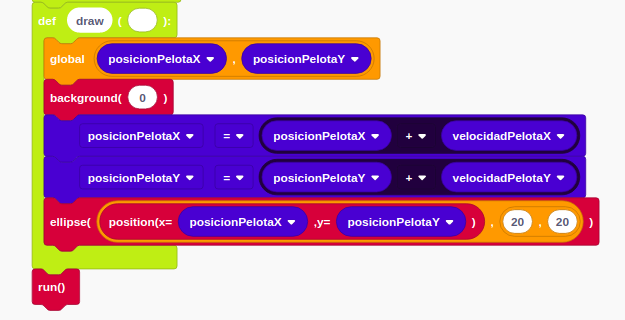 def draw ( ):
global posicionPelotaX , posicionPelotaY
background( 0 )
posicionPelotaX = posicionPelotaX + velocidadPelotaX
posicionPelotaY = posicionPelotaY + velocidadPelotaY
ellipse( position(x= posicionPelotaX ,y= posicionPelotaY ) , 20 , 20 )
run()